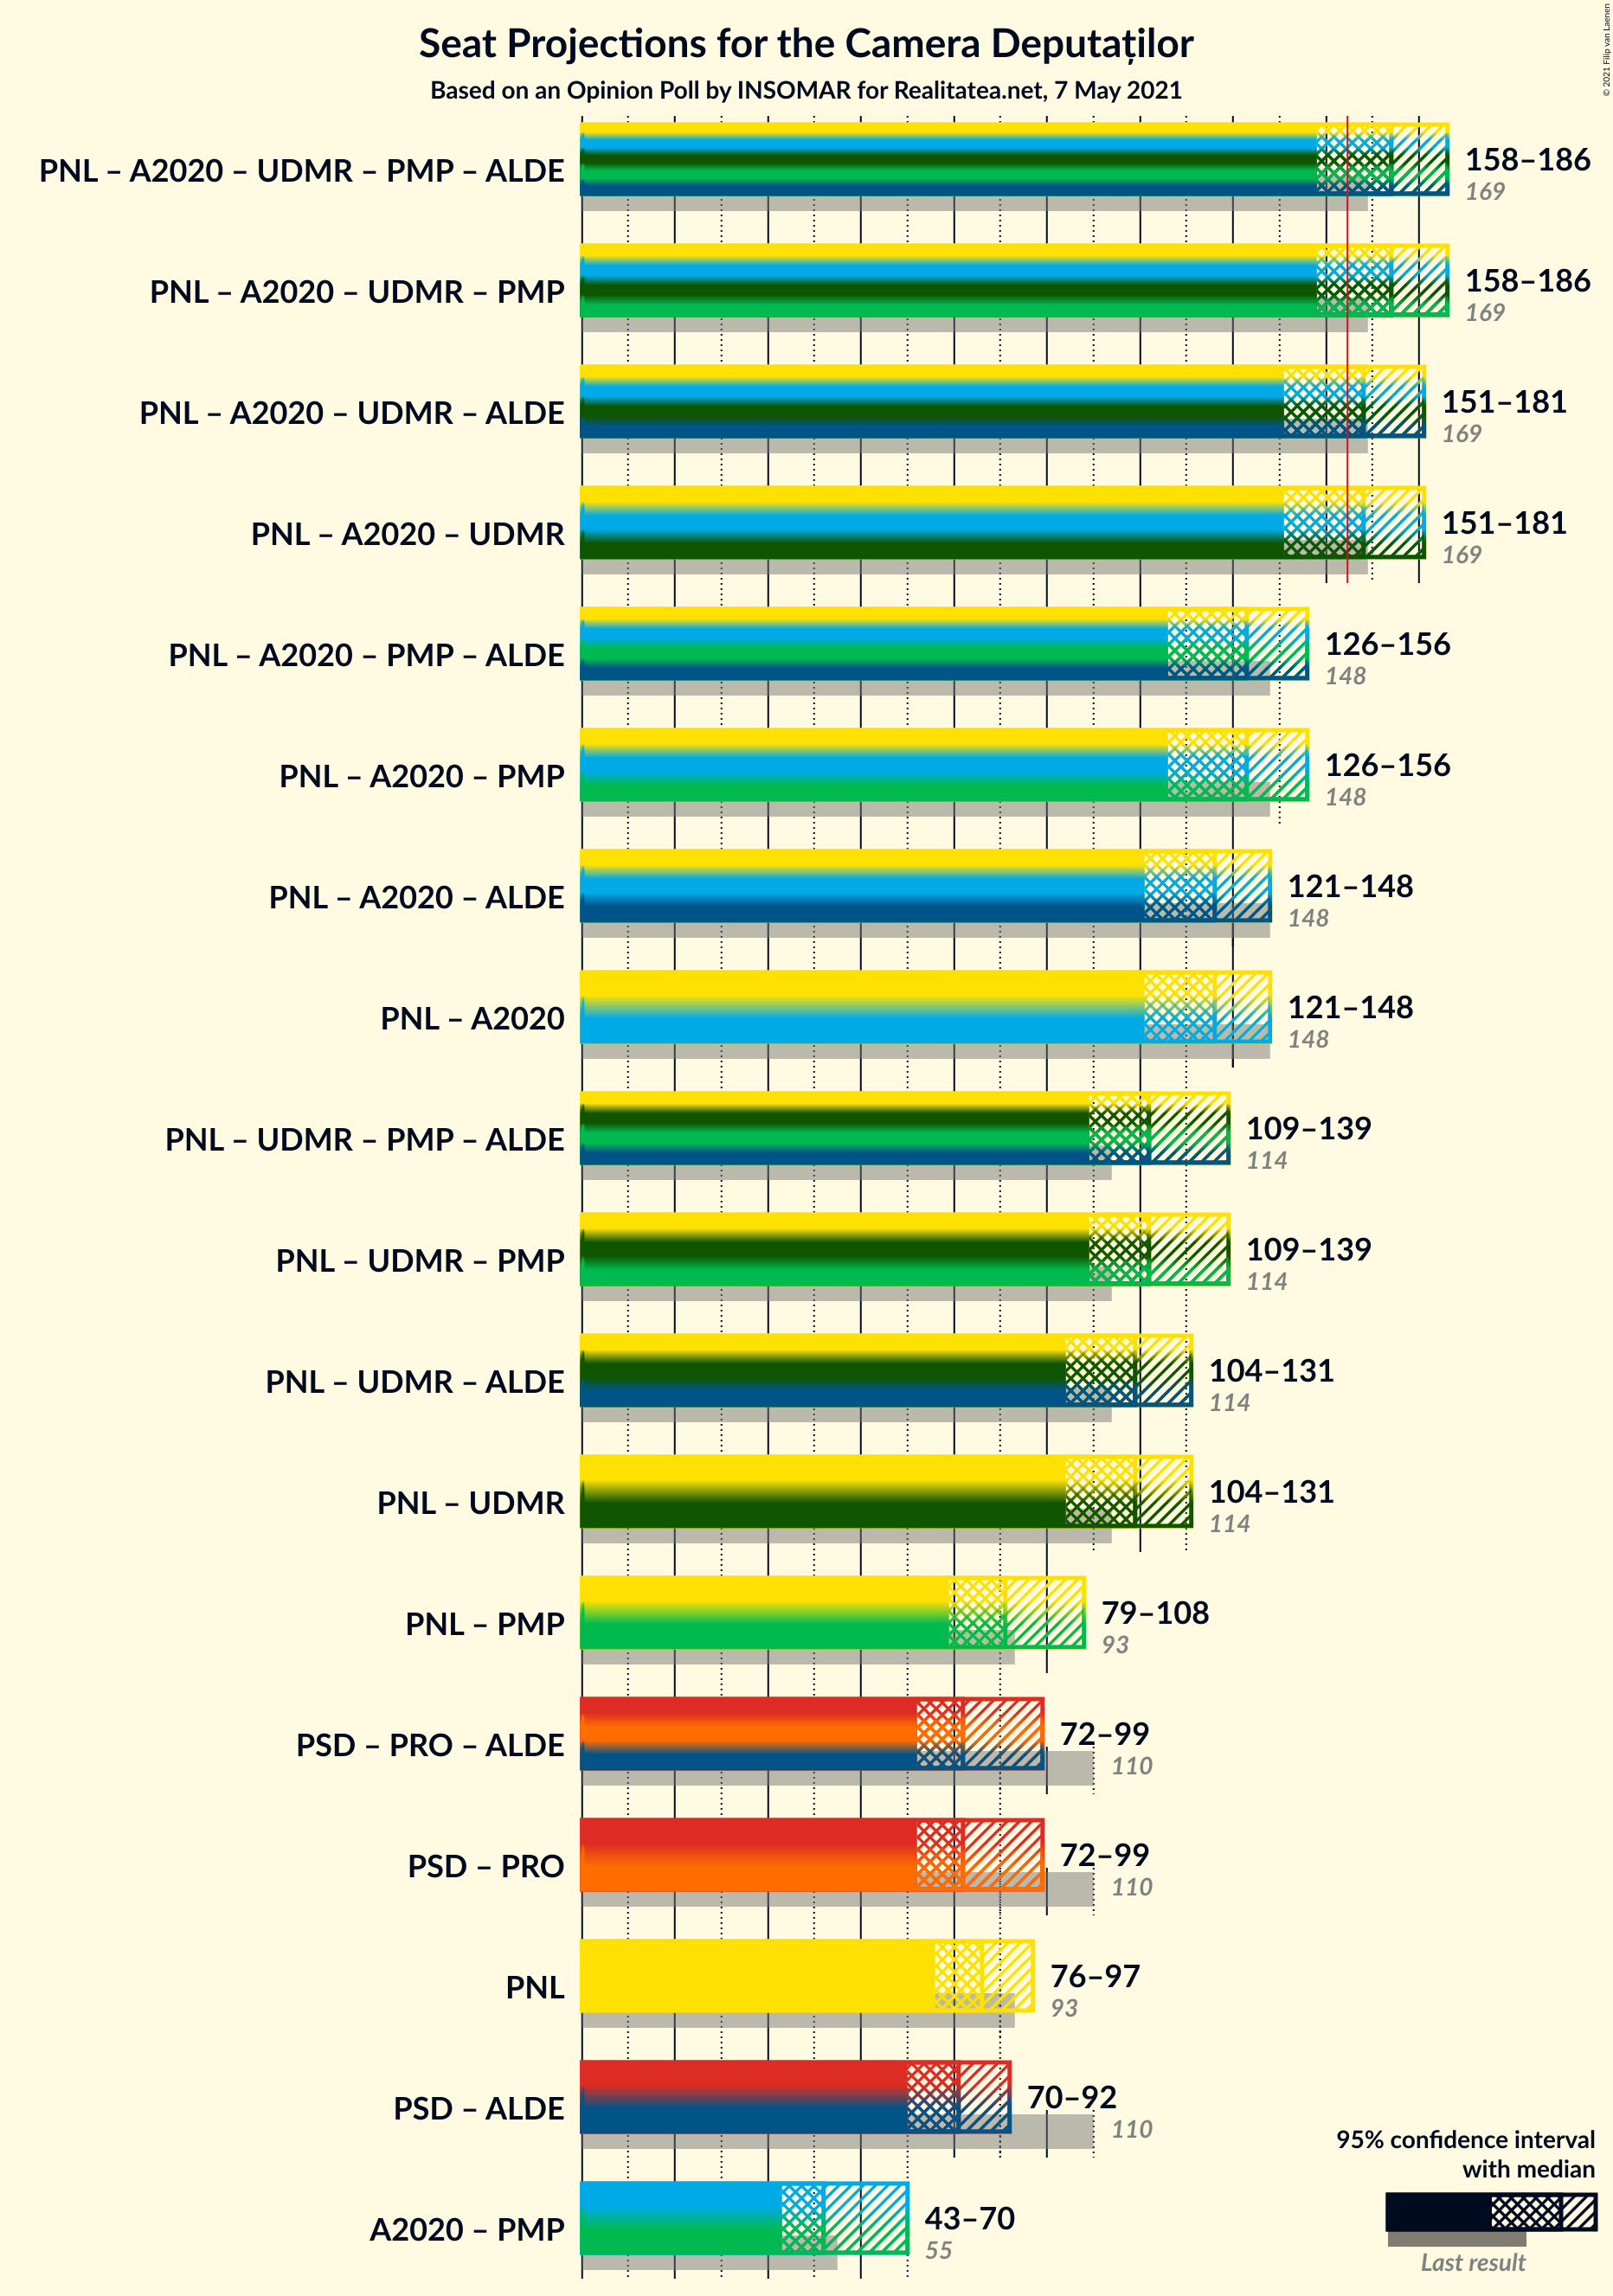 Seat Projections for the Camera Deputaților
Based on an Opinion Poll by INSOMAR for Realitatea.net, 7 May 2021
© 2021 Filip van Laenen
PNL – A2020 – UDMR – PMP – ALDE
158–186
169
PNL – A2020 – UDMR – PMP
158–186
169
PNL – A2020 – UDMR – ALDE
151–181
169
PNL – A2020 – UDMR
151–181
169
PNL – A2020 – PMP – ALDE
126–156
148
PNL – A2020 – PMP
126–156
148
PNL – A2020 – ALDE
121–148
148
PNL – A2020
121–148
148
PNL – UDMR – PMP – ALDE
109–139
114
PNL – UDMR – PMP
109–139
114
PNL – UDMR – ALDE
104–131
114
PNL – UDMR
104–131
114
PNL – PMP
79–108
93
PSD – PRO – ALDE
72–99
110
PSD – PRO
72–99
110
PNL
76–97
93
PSD – ALDE
70–92
110
A2020 – PMP
43–70
55
95% confidence interval
with median
Last result